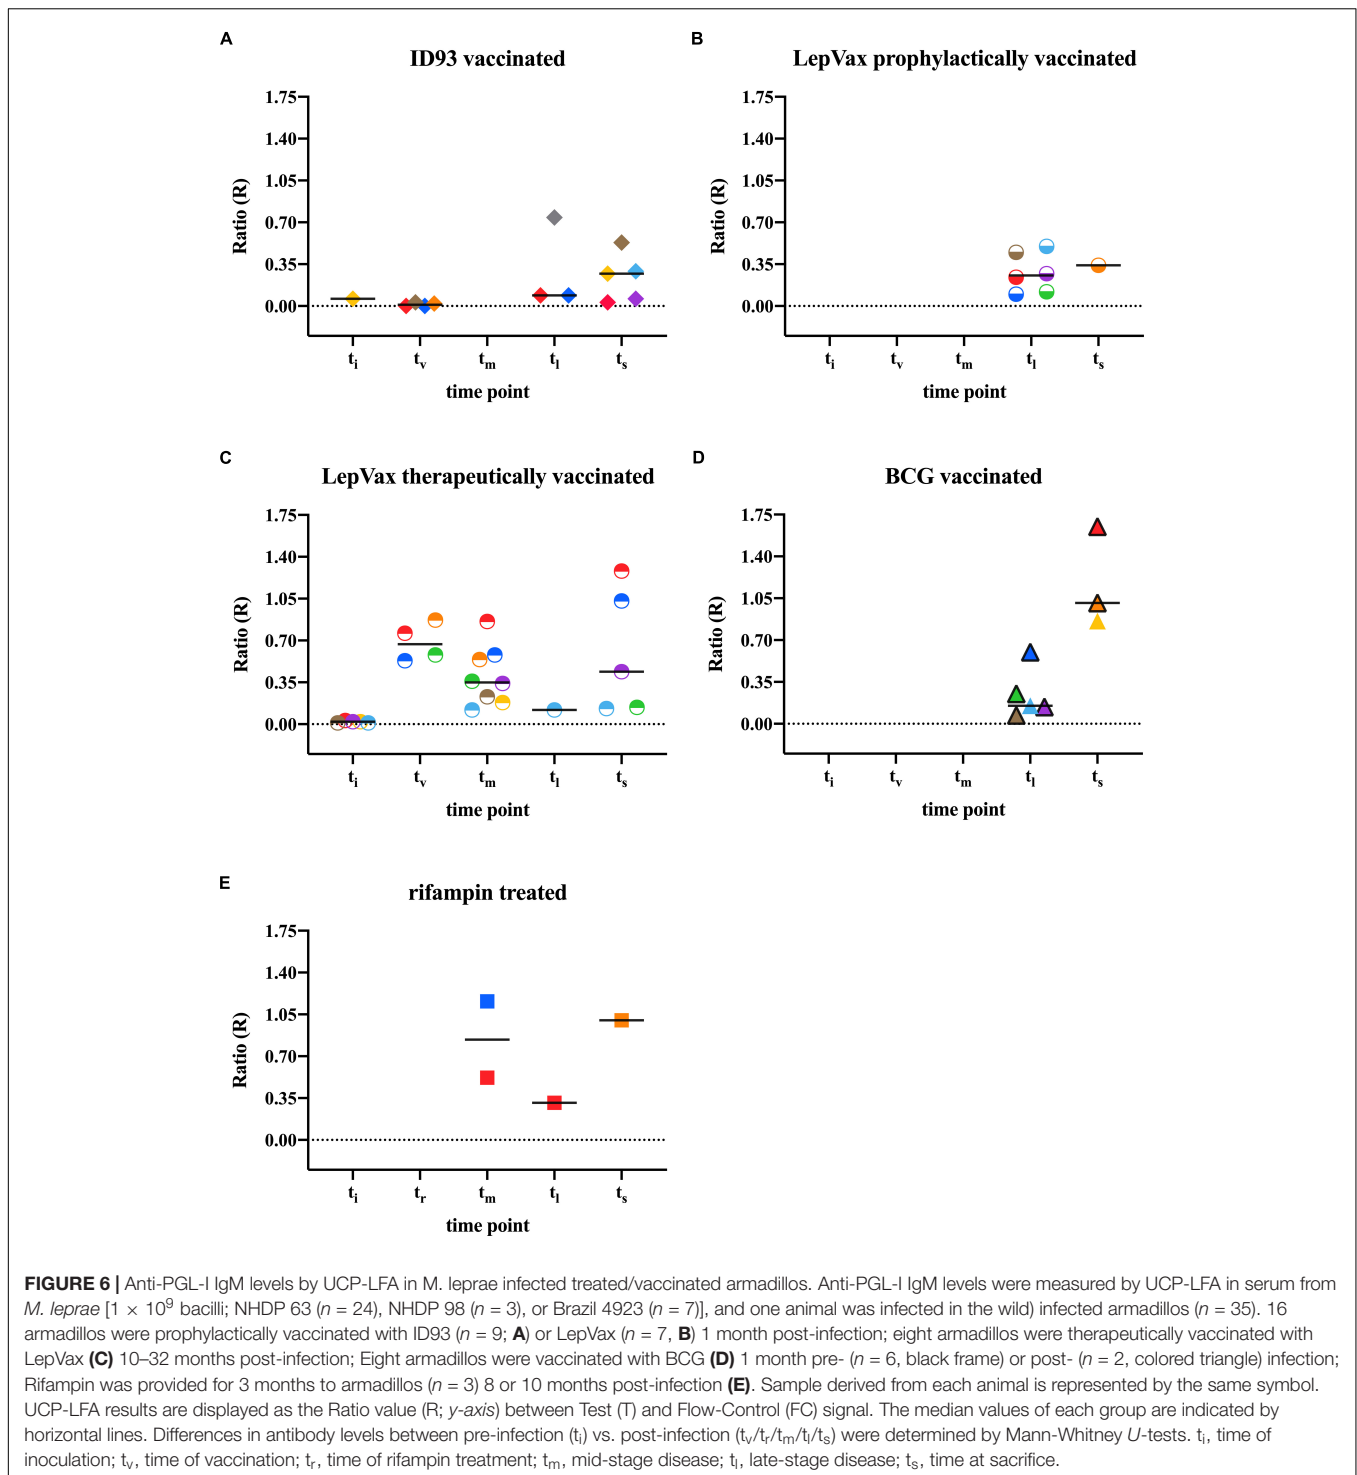 A
ID93 vaccinated
1.75
1.40
1.05
0.70
0.35
0.00
Ratio (R)
ti tv tm tl ts
time point
B
LepVax prophylactically vaccinated
1.75
1.40
1.05
0.70
0.35
0.00
Ratio (R)
ti tv tm tl ts
time point
C
LepVax therapeutically vaccinated
1.75
1.40
1.05
0.70
0.35
0.00
Ratio (R)
ti tv tm tl ts
time point
D
BCG vaccinated
1.75
1.40
1.05
0.70
0.35
0.00
Ratio (R)
ti tv tm tl ts
time point
E
rifampin treated
1.75
1.40
1.05
0.70
0.35
0.00
Ratio (R)
ti tr tm tl ts
time point
FIGURE 6 | Anti-PGL-I IgM levels by UCP-LFA in M. leprae infected treated/vaccinated armadillos. Anti-PGL-I IgM levels were measured by UCP-LFA in serum from
M. leprae [1 × 10⁹ bacilli; NHDP 63 (n = 24), NHDP 98 (n = 3), or Brazil 4923 (n = 7)], and one animal was infected in the wild) infected armadillos (n = 35). 16
armadillos were prophylactically vaccinated with ID93 (n = 9; A) or LepVax (n = 7, B) 1 month post-infection; eight armadillos were therapeutically vaccinated with
LepVax (C) 10–32 months post-infection; Eight armadillos were vaccinated with BCG (D) 1 month pre- (n = 6, black frame) or post- (n = 2, colored triangle) infection;
Rifampin was provided for 3 months to armadillos (n = 3) 8 or 10 months post-infection (E). Sample derived from each animal is represented by the same symbol.
UCP-LFA results are displayed as the Ratio value (R; y-axis) between Test (T) and Flow-Control (FC) signal. The median values of each group are indicated by
horizontal lines. Differences in antibody levels between pre-infection (ti) vs. post-infection (tv/tr/tm/tl/ts) were determined by Mann-Whitney U-tests. ti, time of
inoculation; tv, time of vaccination; tr, time of rifampin treatment; tm, mid-stage disease; tl, late-stage disease; ts, time at sacrifice.